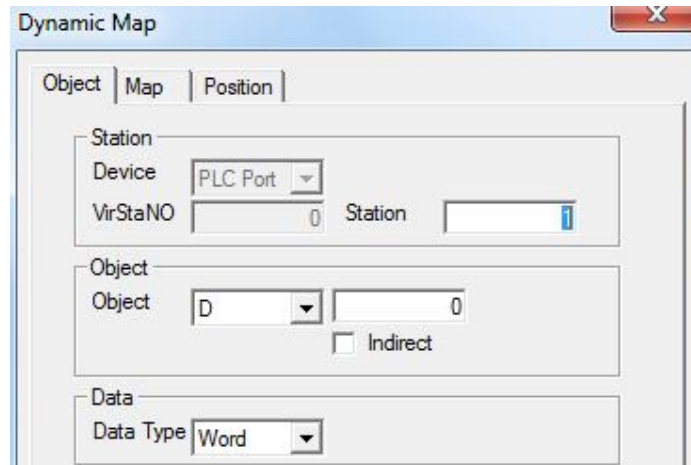 Dynamic Map
Object Map Position
Station
Device PLC Port
VirStaNO 0 Station 1
Object
Object D 0
Indirect
Data
Data Type Word